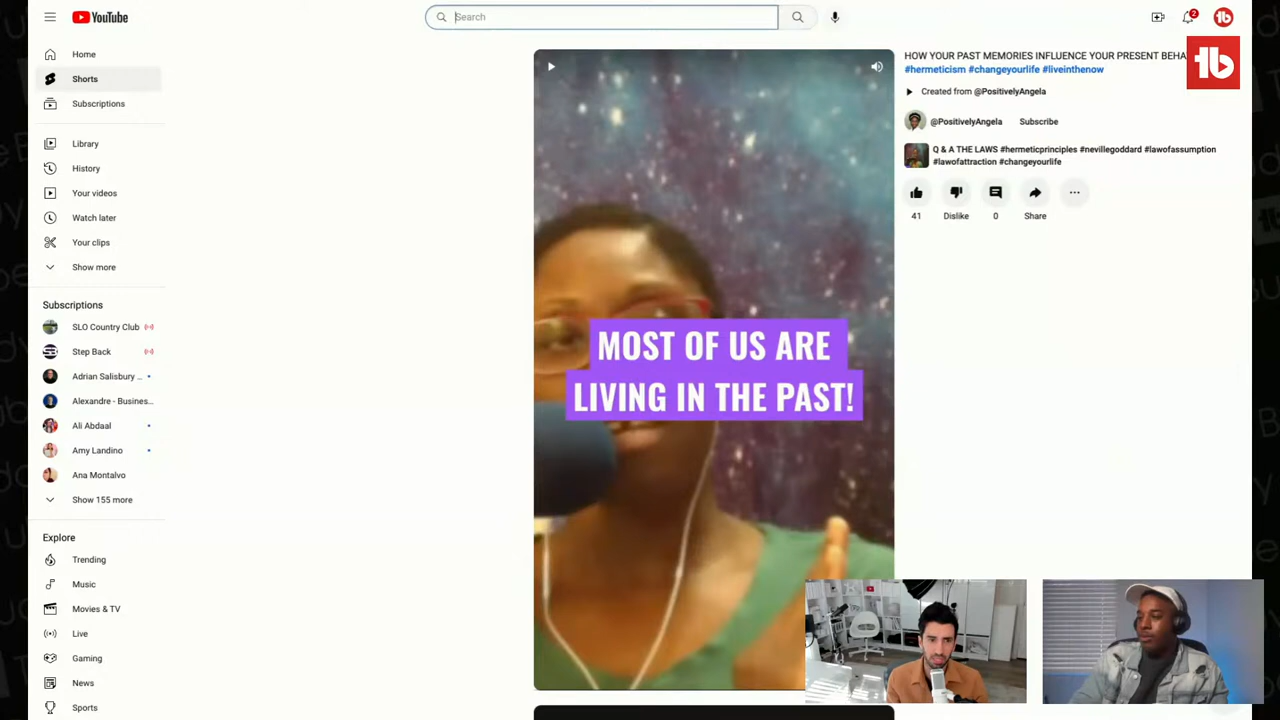 YouTube
Search
2
Home
Shorts
Subscriptions
Library
History
Your videos
Watch later
Your clips
Show more
Subscriptions
SLO Country Club
Step Back
Adrian Salisbury ...
Alexandre - Busines...
Ali Abdaal
Amy Landino
Ana Montalvo
Show 155 more
Explore
Trending
Music
Movies & TV
Live
Gaming
News
Sports
MOST OF US ARE
LIVING IN THE PAST!
HOW YOUR PAST MEMORIES INFLUENCE YOUR PRESENT BEHA
#hermeticism #changeyourlife #liveinthenow
Created from @PositivelyAngela
@PositivelyAngela Subscribe
Q & A THE LAWS #hermeticprinciples #nevillegoddard #lawofassumption
#lawofattraction #changeyourlife
41 Dislike 0 Share
tb